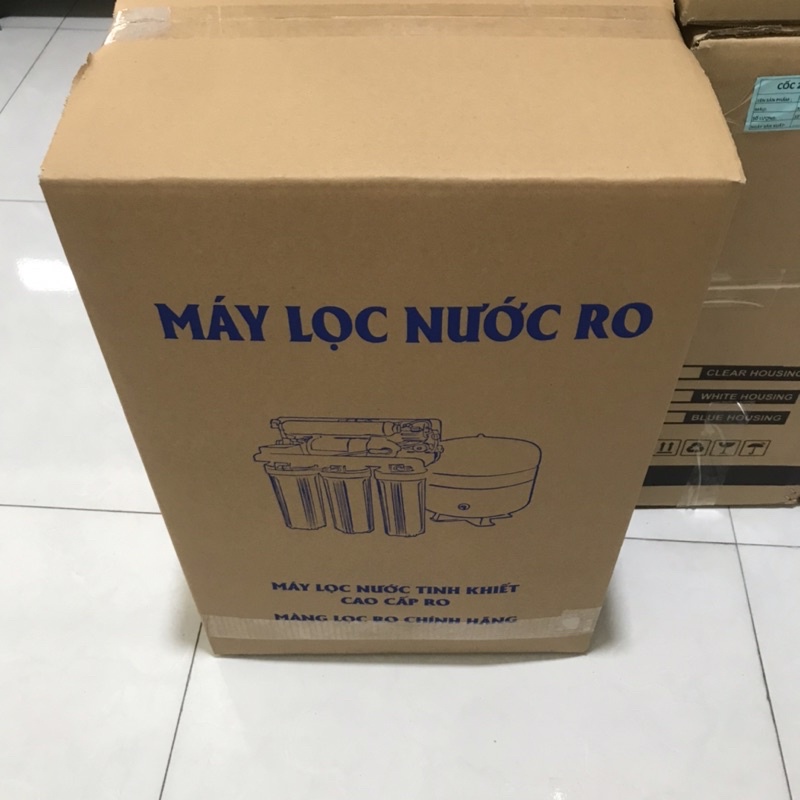 MÁY LỌC NƯỚC RO
MÁY LỌC NƯỚC TINH KHIẾT
CAO CẤP RO
MÀNG LỌC RO CHÍNH HÃNG
CỐC
CLEAR HOUSING
WHITE HOUSING
BLUE HOUSING